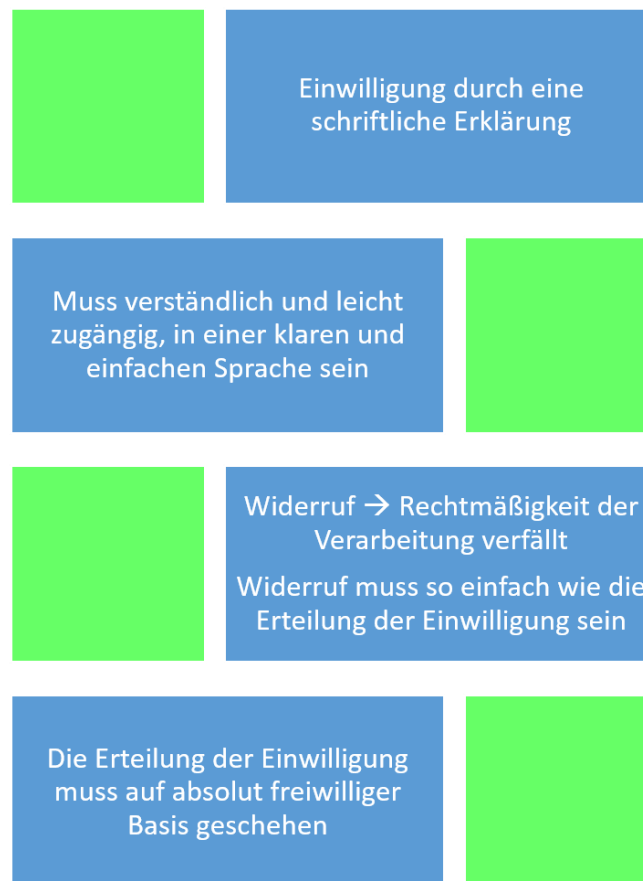 Einwilligung durch eine
schriftliche Erklärung
Muss verständlich und leicht
zugängig, in einer klaren und
einfachen Sprache sein
Widerruf → Rechtmäßigkeit der
Verarbeitung verfällt
Widerruf muss so einfach wie die
Erteilung der Einwilligung sein
Die Erteilung der Einwilligung
muss auf absolut freiwilliger
Basis geschehen